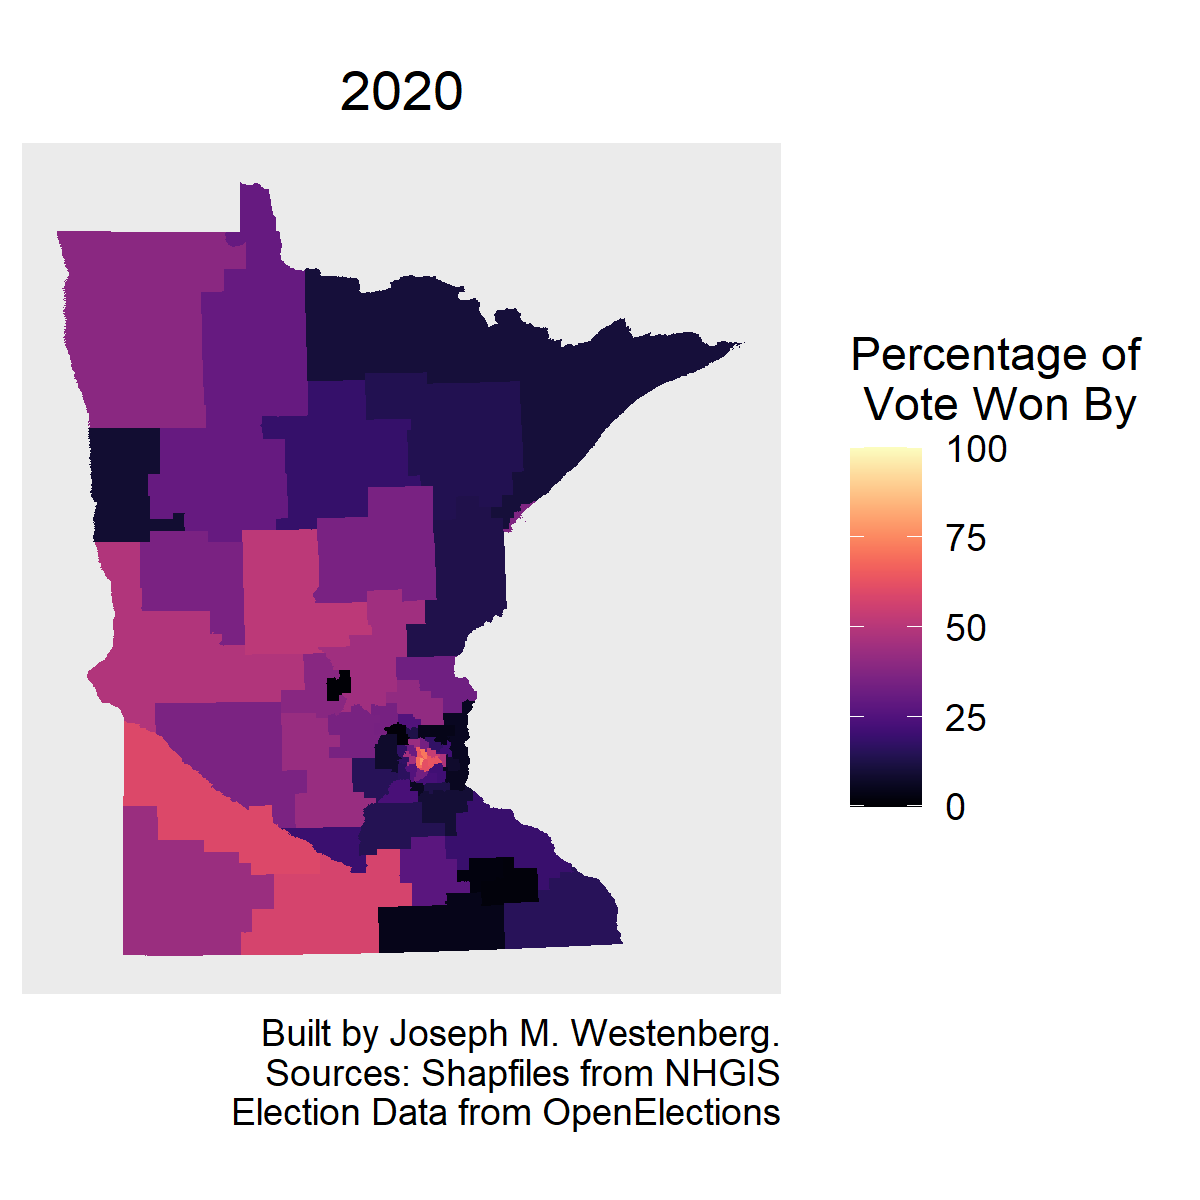 2020
Percentage of
Vote Won By
100
75
50
25
0
Built by Joseph M. Westenberg.
Sources: Shapfiles from NHGIS
Election Data from OpenElections